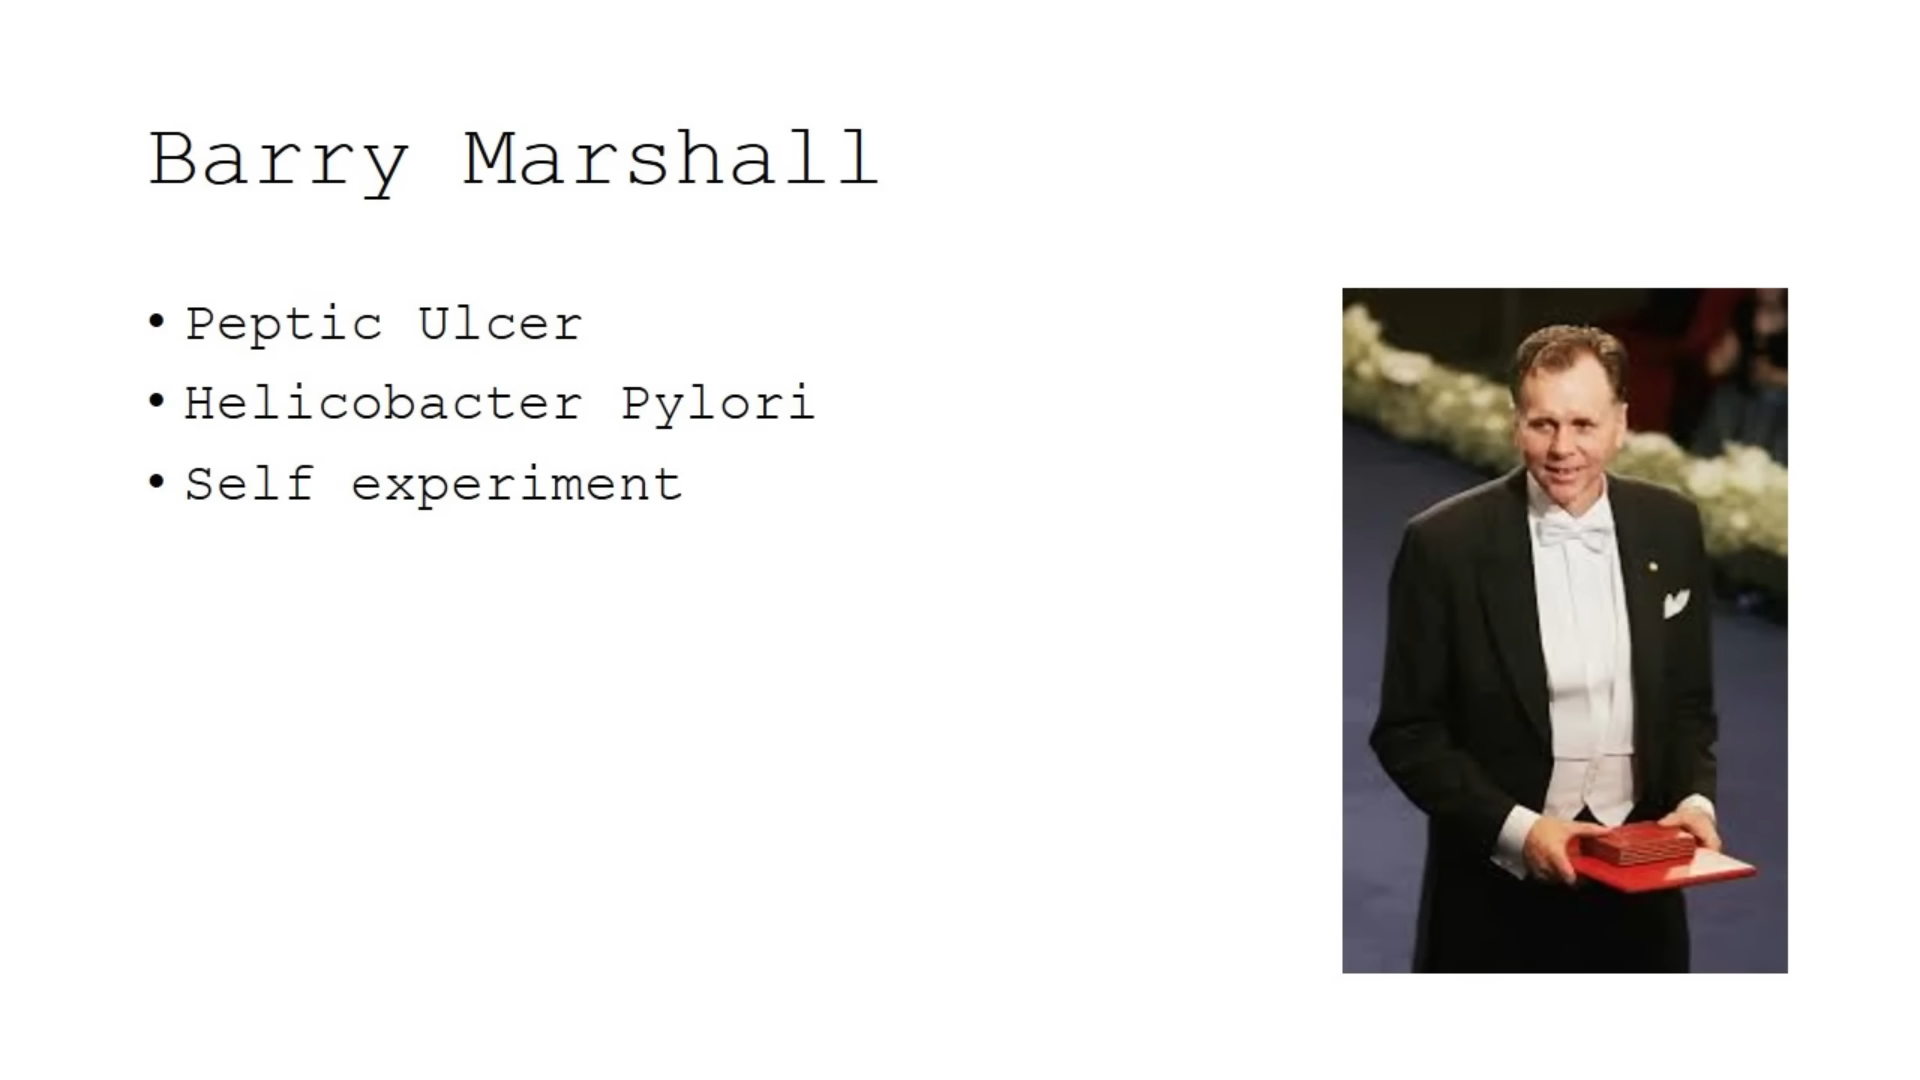 Barry Marshall
• Peptic Ulcer
• Helicobacter Pylori
• Self experiment